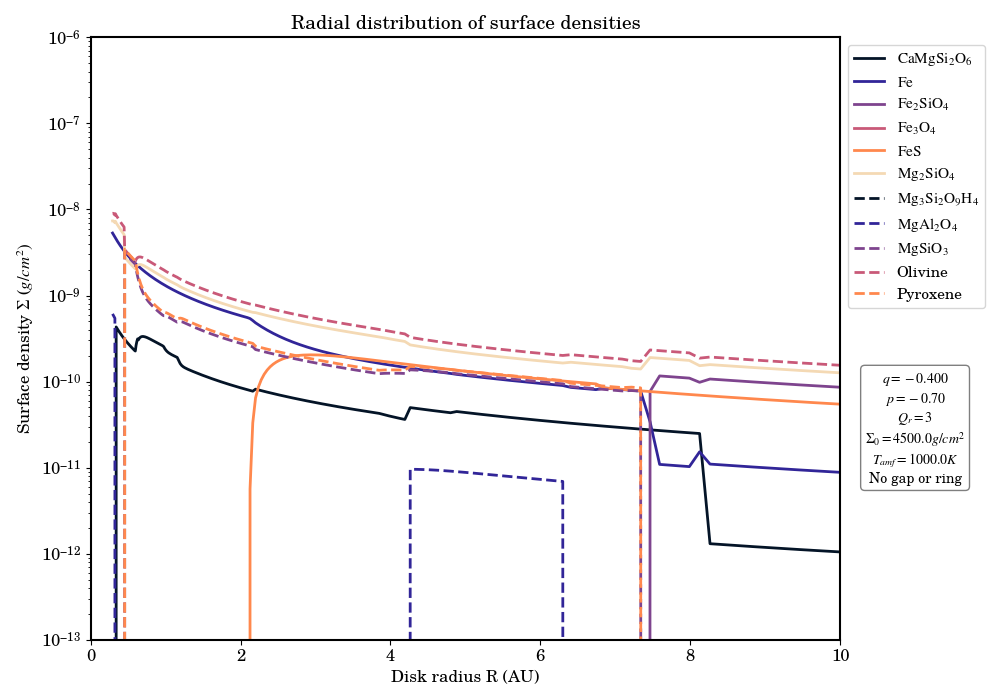 Radial distribution of surface densities
10⁻⁶
10⁻⁷
10⁻⁸
10⁻⁹
10⁻¹⁰
10⁻¹¹
10⁻¹²
10⁻¹³
Surface density Σ (g/cm²)
0 2 4 6 8 10
Disk radius R (AU)
CaMgSi₂O₆
Fe
Fe₂SiO₄
Fe₃O₄
FeS
Mg₂SiO₄
Mg₃Si₂O₉H₄
MgAl₂O₄
MgSiO₃
Olivine
Pyroxene
q = −0.400
p = −0.70
Qᵣ = 3
Σ₀ = 4500.0g/cm²
T_amf = 1000.0K
No gap or ring